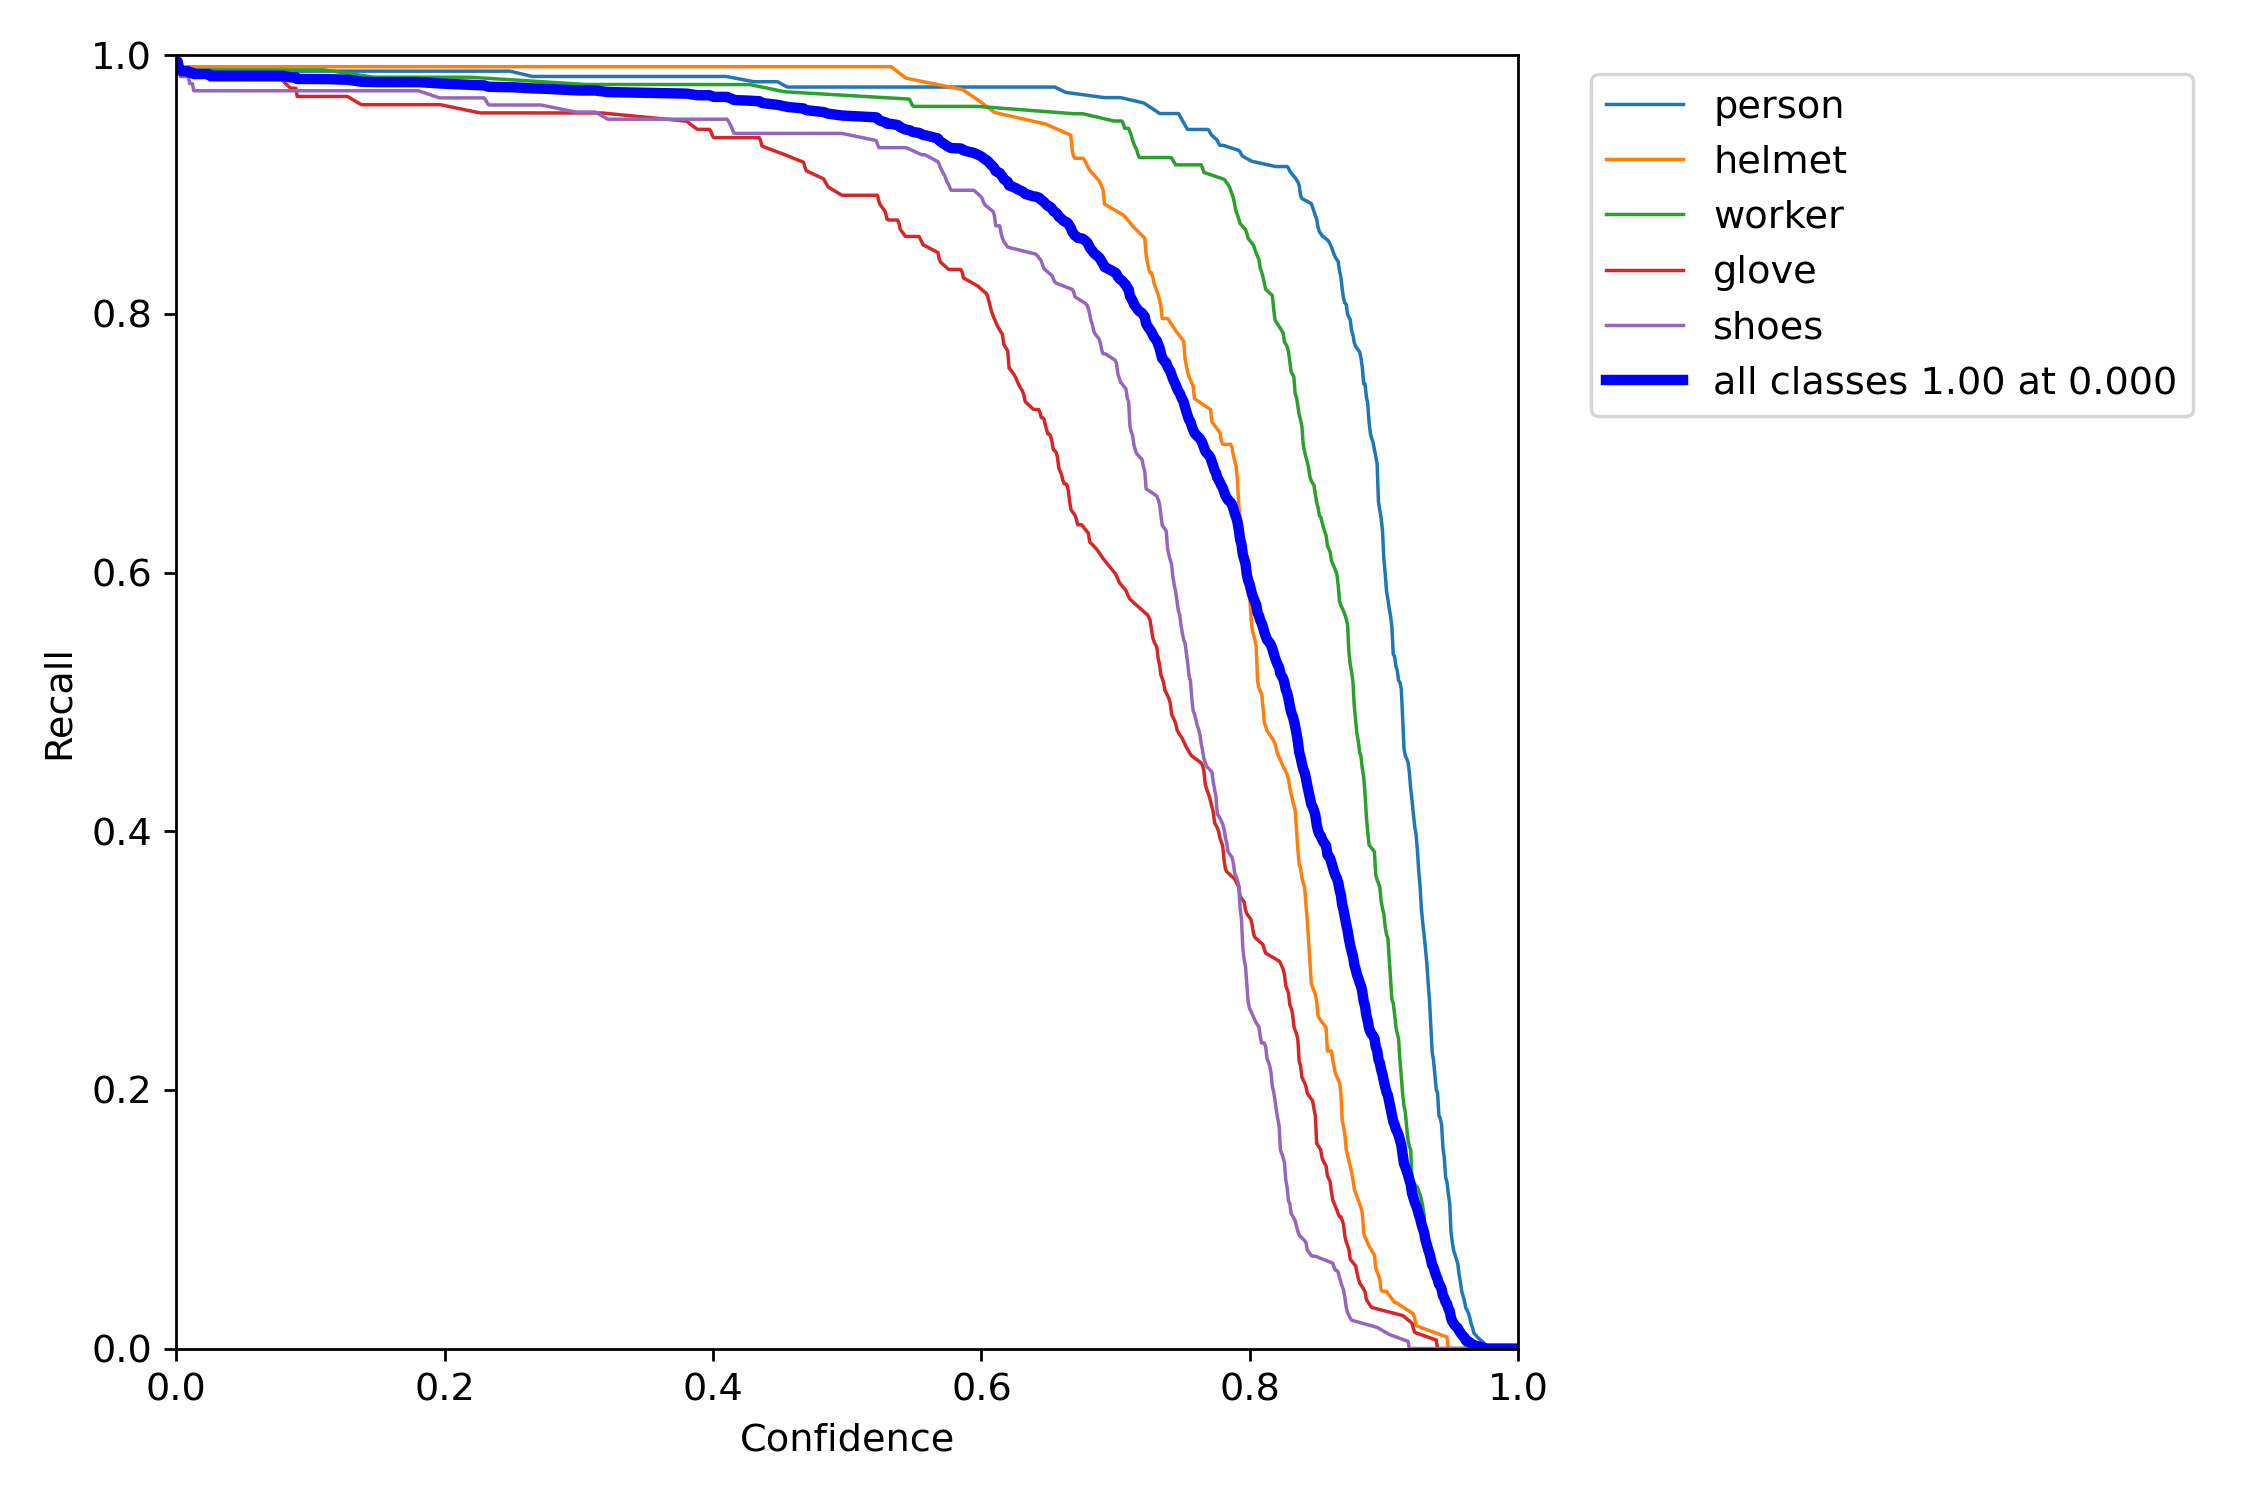 1.0
0.8
0.6
0.4
0.2
0.0
Recall
0.0 0.2 0.4 0.6 0.8 1.0
Confidence
person
helmet
worker
glove
shoes
all classes 1.00 at 0.000